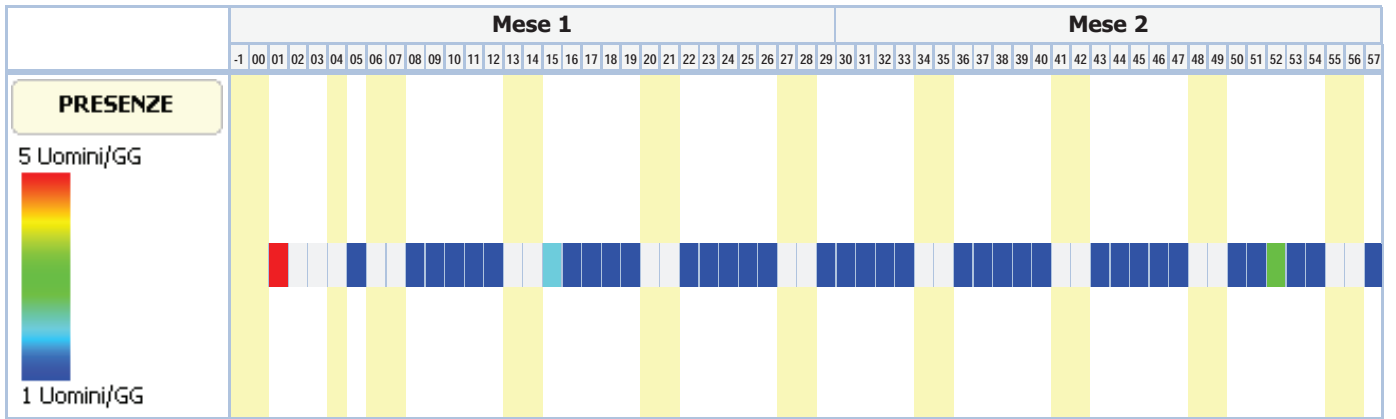 Mese 1 Mese 2
-1 00 01 02 03 04 05 06 07 08 09 10 11 12 13 14 15 16 17 18 19 20 21 22 23 24 25 26 27 28 29 30 31 32 33 34 35 36 37 38 39 40 41 42 43 44 45 46 47 48 49 50 51 52 53 54 55 56 57
PRESENZE
5 Uomini/GG
1 Uomini/GG